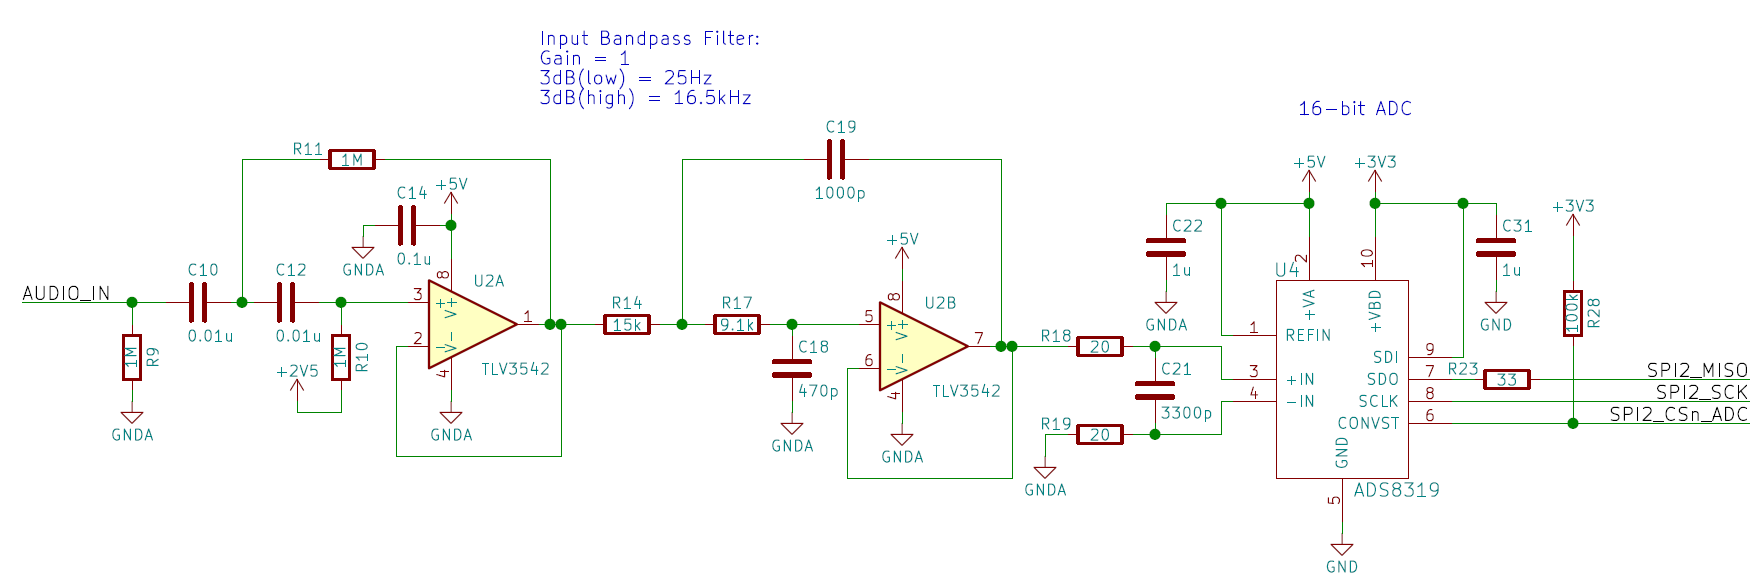 Input Bandpass Filter:
Gain = 1
3dB(low) = 25Hz
3dB(high) = 16.5kHz
16-bit ADC
C19
1000p
R11
1M
C14
+5V
0.1u
GNDA
+5V
+3V3
+3V3
C22
1u
GNDA
C31
1u
GND
+5V
AUDIO_IN
C10
0.01u
C12
0.01u
R9
1M
GNDA
R10
1M
+2V5
U2A
3
2
8
4
1
V+
V-
+
-
TLV3542
GNDA
R14
15k
R17
9.1k
C18
470p
GNDA
U2B
5
6
8
4
7
V+
V-
+
-
TLV3542
GNDA
R18
20
C21
3300p
R19
20
GNDA
U4
2
10
+VA
+VBD
1
REFIN
3
+IN
4
-IN
SDI
9
SDO
7
SCLK
8
CONVST
6
GND
5
ADS8319
GND
R28
100k
R23
33
SPI2_MISO
SPI2_SCK
SPI2_CSn_ADC